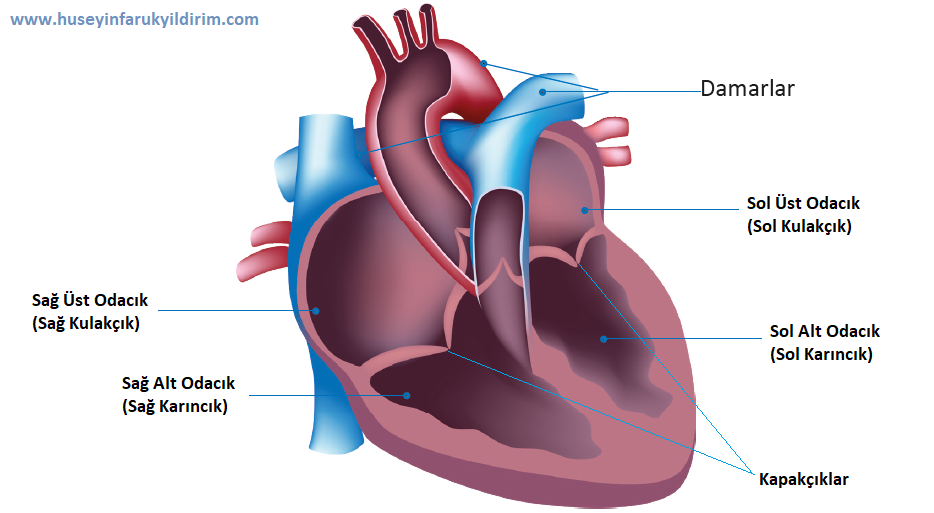 www.huseyinfarukyildirim.com
Damarlar
Sol Üst Odacık
(Sol Kulakçık)
Sağ Üst Odacık
(Sağ Kulakçık)
Sol Alt Odacık
(Sol Karıncık)
Sağ Alt Odacık
(Sağ Karıncık)
Kapakçıklar